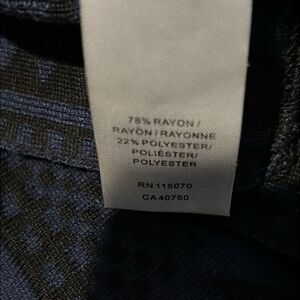 78% RAYON /
RAYÓN / RAYONNE
22% POLYESTER/
POLIÉSTER/
POLYESTER
RN 115070
CA 40750